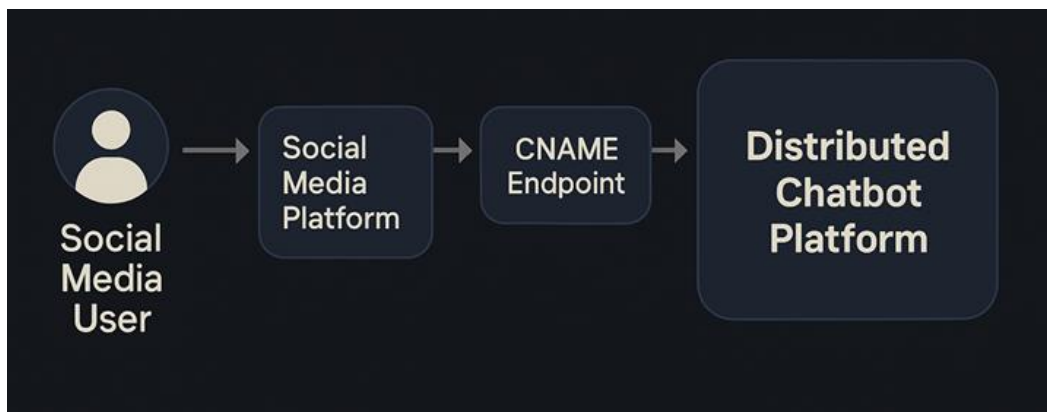 Social
Media
User
Social
Media
Platform
CNAME
Endpoint
Distributed
Chatbot
Platform